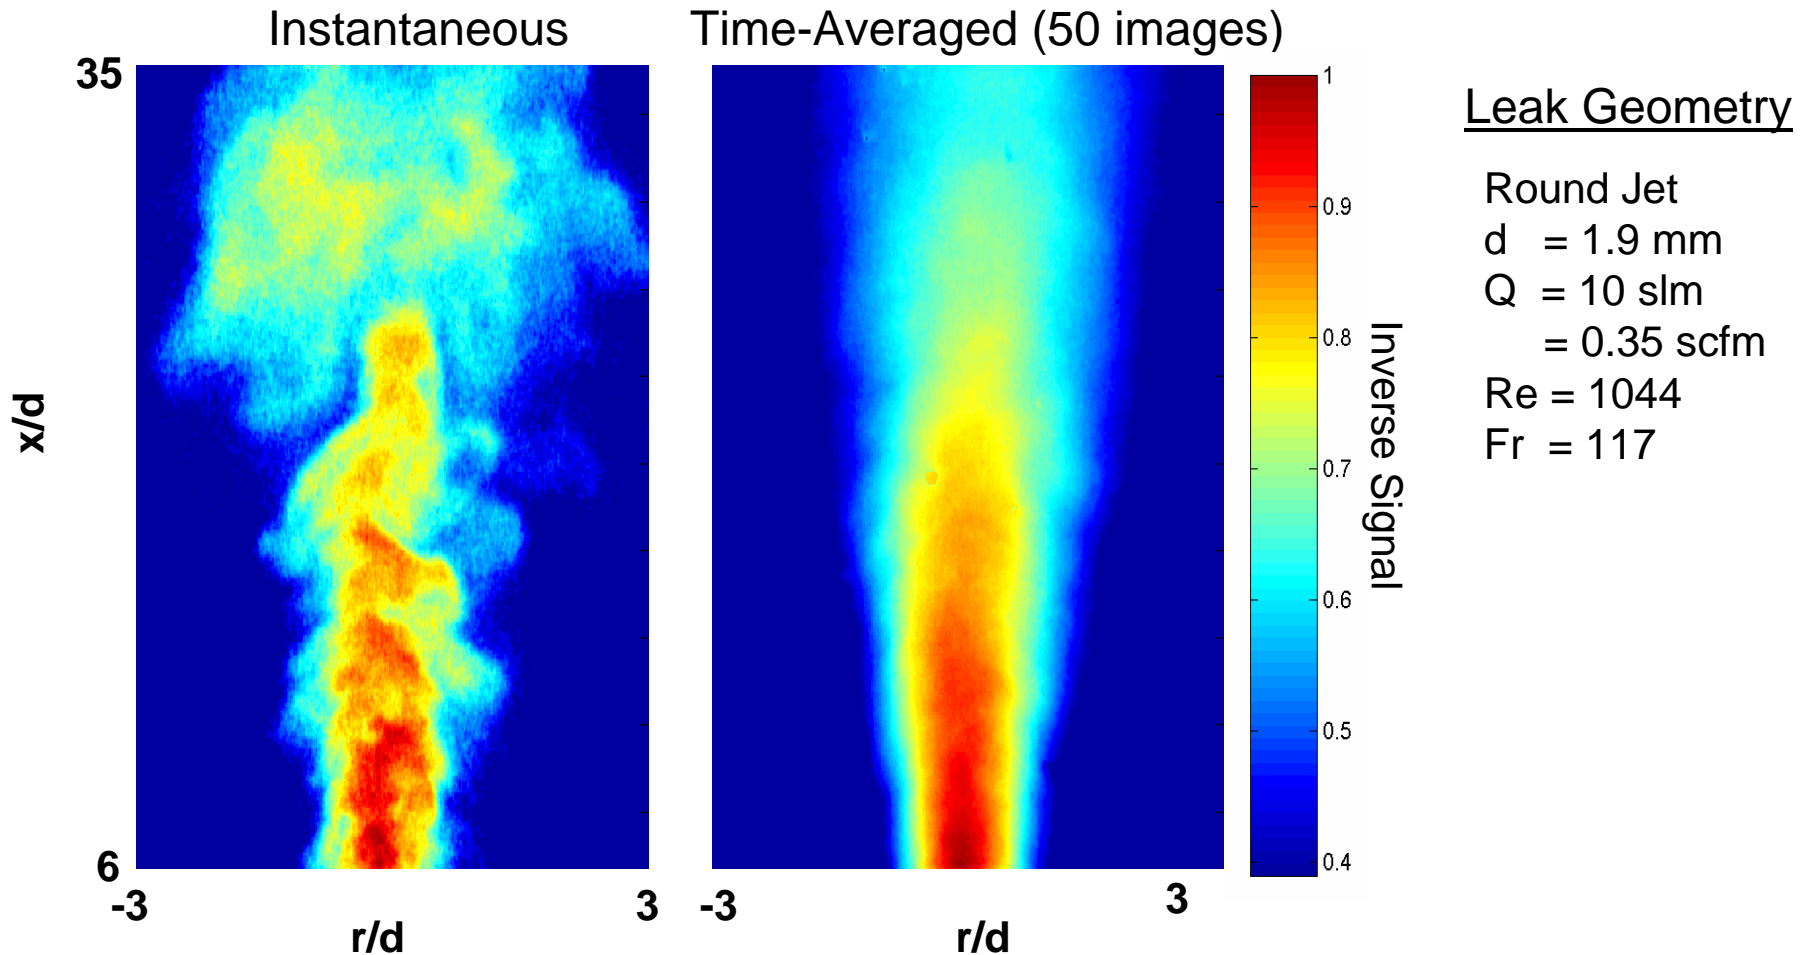 Instantaneous
Time-Averaged (50 images)
35
x/d
6
-3
3
r/d
-3
3
r/d
1
0.9
0.8
0.7
0.6
0.5
0.4
Inverse Signal
Leak Geometry
Round Jet
d = 1.9 mm
Q = 10 slm
= 0.35 scfm
Re = 1044
Fr = 117